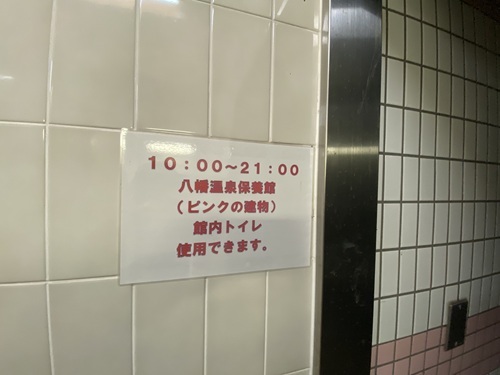 10:00～21:00
八幡温泉保養館
（ピンクの建物）
館内トイレ
使用できます。